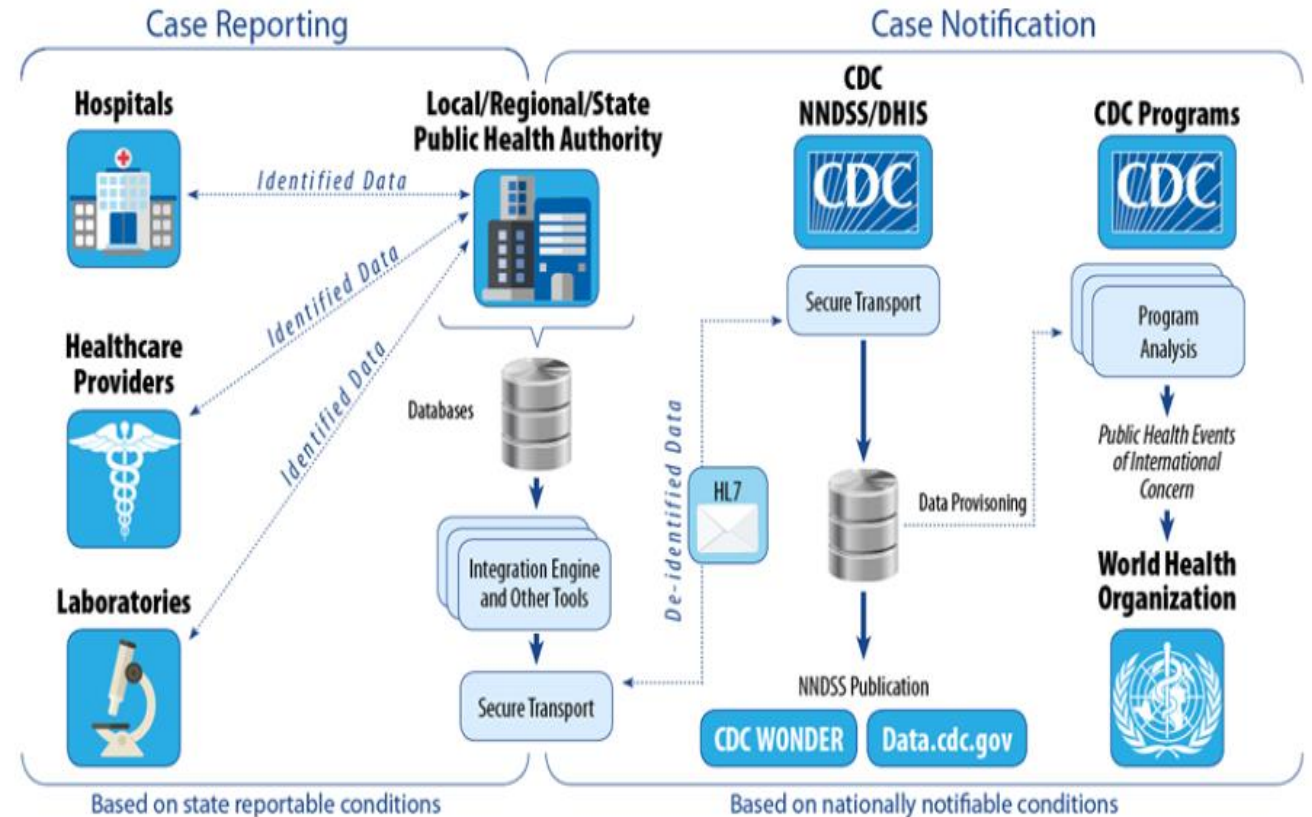 Case Reporting
Case Notification
Hospitals
Local/Regional/State
Public Health Authority
CDC
NNDSS/DHIS
CDC Programs
Identified Data
CDC
CDC
Identified Data
Identified Data
Secure Transport
Program
Analysis
Healthcare
Providers
Databases
De-identified Data
HL7
Data Provisoning
Public Health Events
of International
Concern
Laboratories
Integration Engine
and Other Tools
World Health
Organization
Secure Transport
NNDSS Publication
CDC WONDER
Data.cdc.gov
Based on state reportable conditions
Based on nationally notifiable conditions